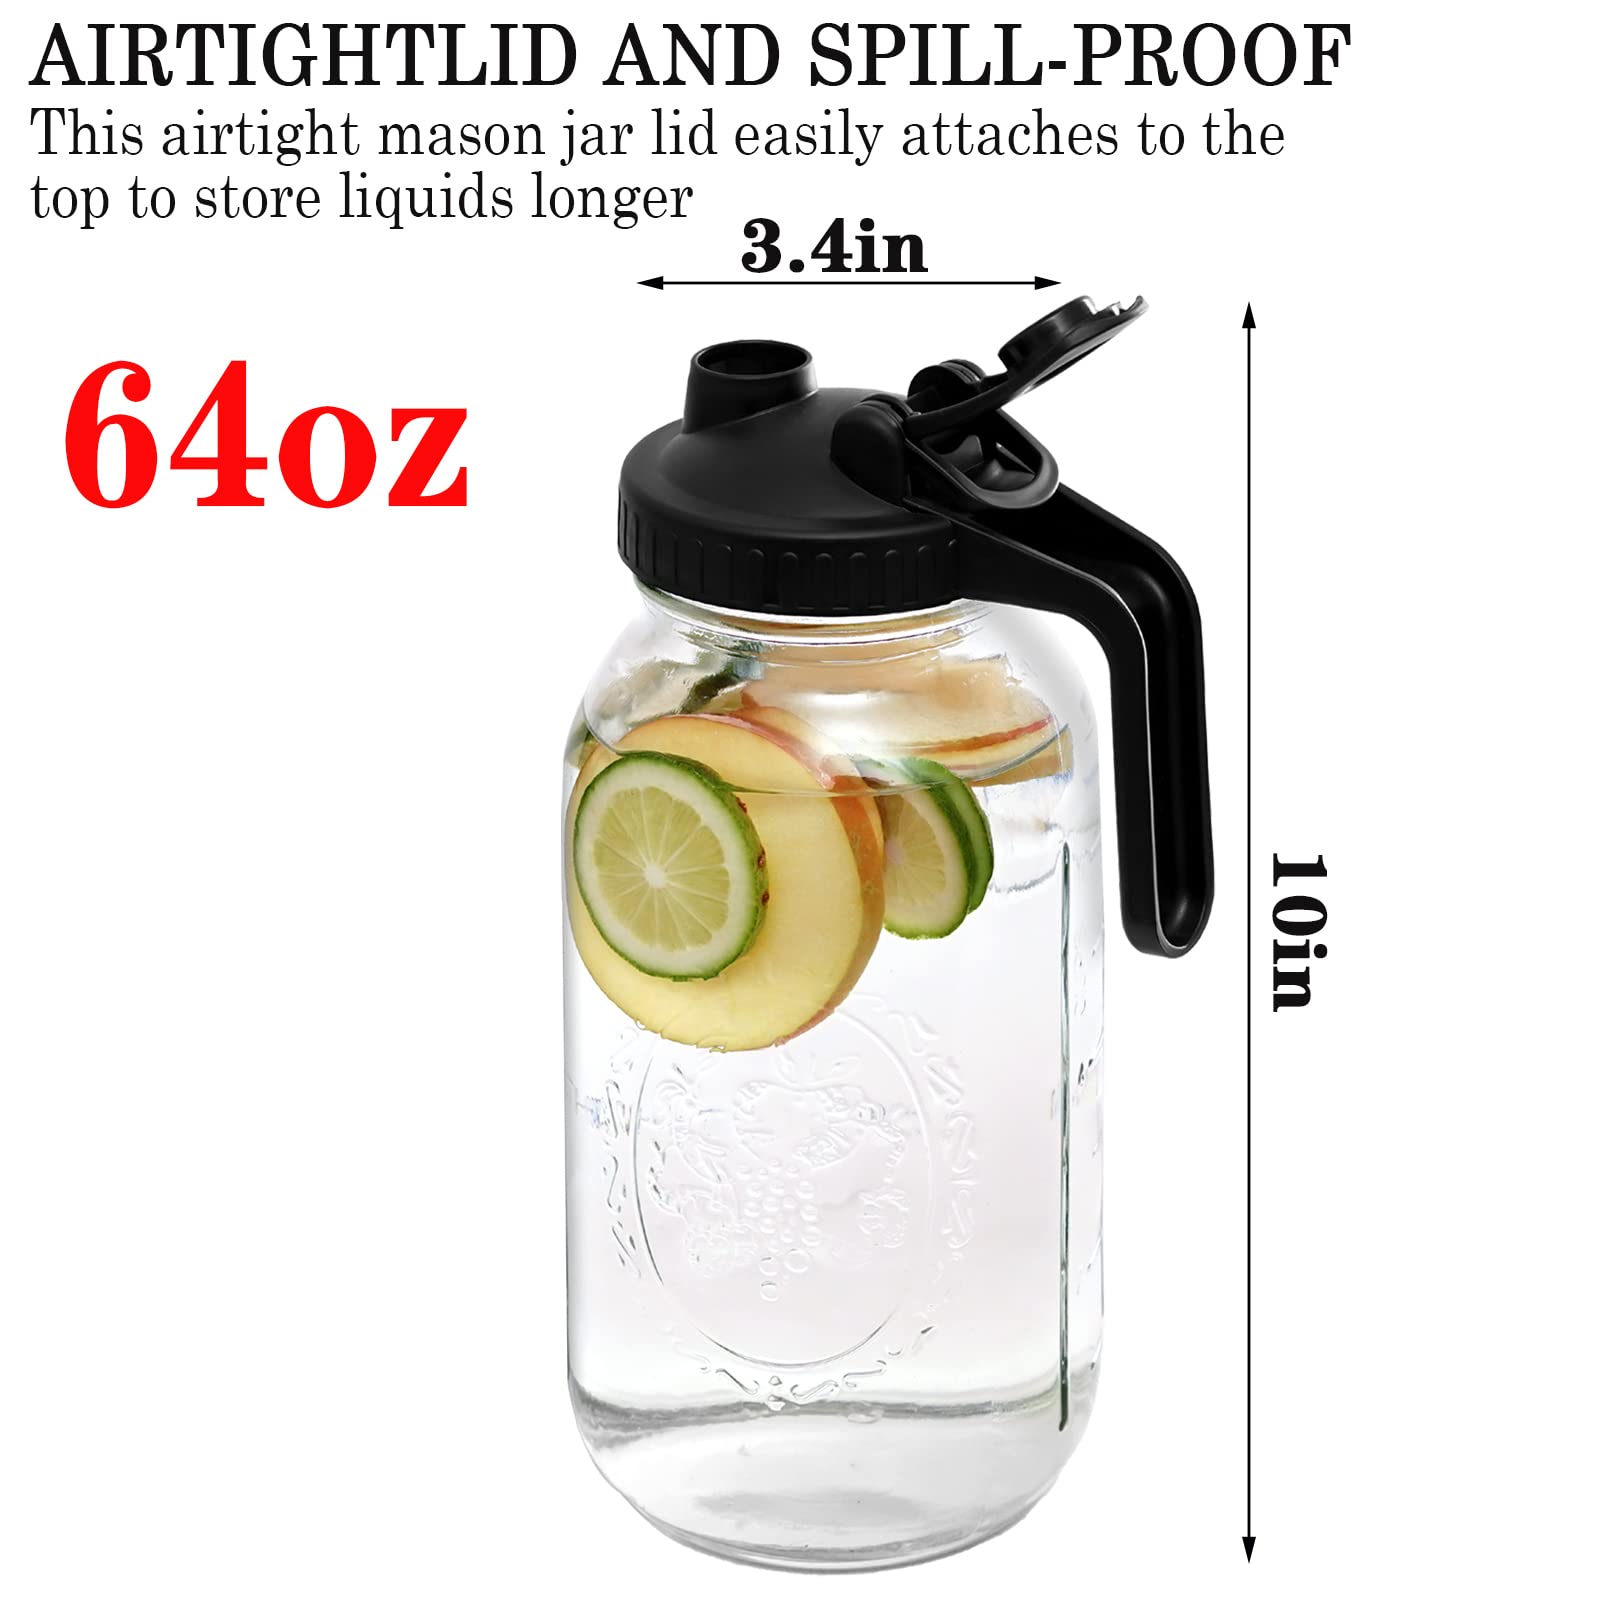 AIRTIGHTLID AND SPILL-PROOF
This airtight mason jar lid easily attaches to the
top to store liquids longer
3.4in
64oz
10in